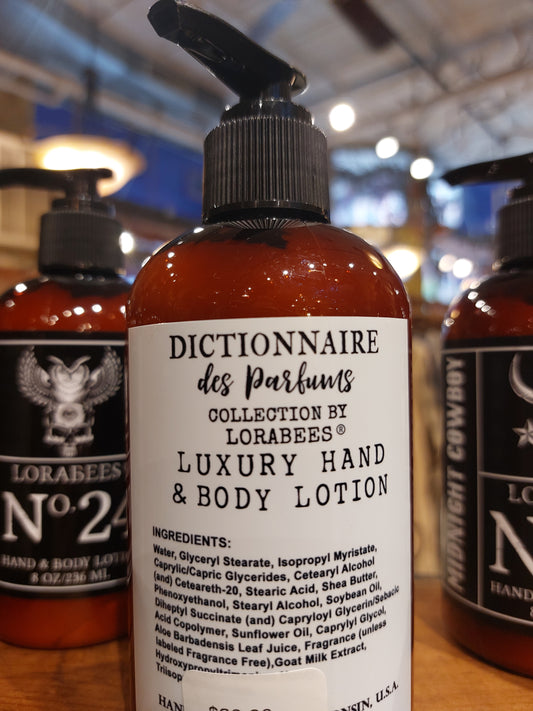 DICTIONNAIRE
des Parfums
COLLECTION BY
LORABEES®
LUXURY HAND
& BODY LOTION
INGREDIENTS:
Water, Glyceryl Stearate, Isopropyl Myristate,
Caprylic/Capric Glycerides, Cetearyl Alcohol
(and) Ceteareth-20, Stearic Acid, Shea Butter,
Phenoxyethanol, Stearyl Alcohol, Soybean Oil,
Diheptyl Succinate (and) Capryloyl Glycerin/Sebacic
Acid Copolymer, Sunflower Oil, Caprylyl Glycol,
Aloe Barbadensis Leaf Juice, Fragrance (unless
labeled Fragrance Free),Goat Milk Extract,
U.S.A.
LORABEES
No. 24
HAND & BODY
8 OZ/236 ML
MIDNIGHT COWBOY